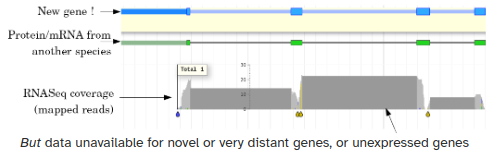 New gene !
Protein/mRNA from
another species
Total 1
30
20
10
RNASeq coverage
(mapped reads)
But data unavailable for novel or very distant genes, or unexpressed genes